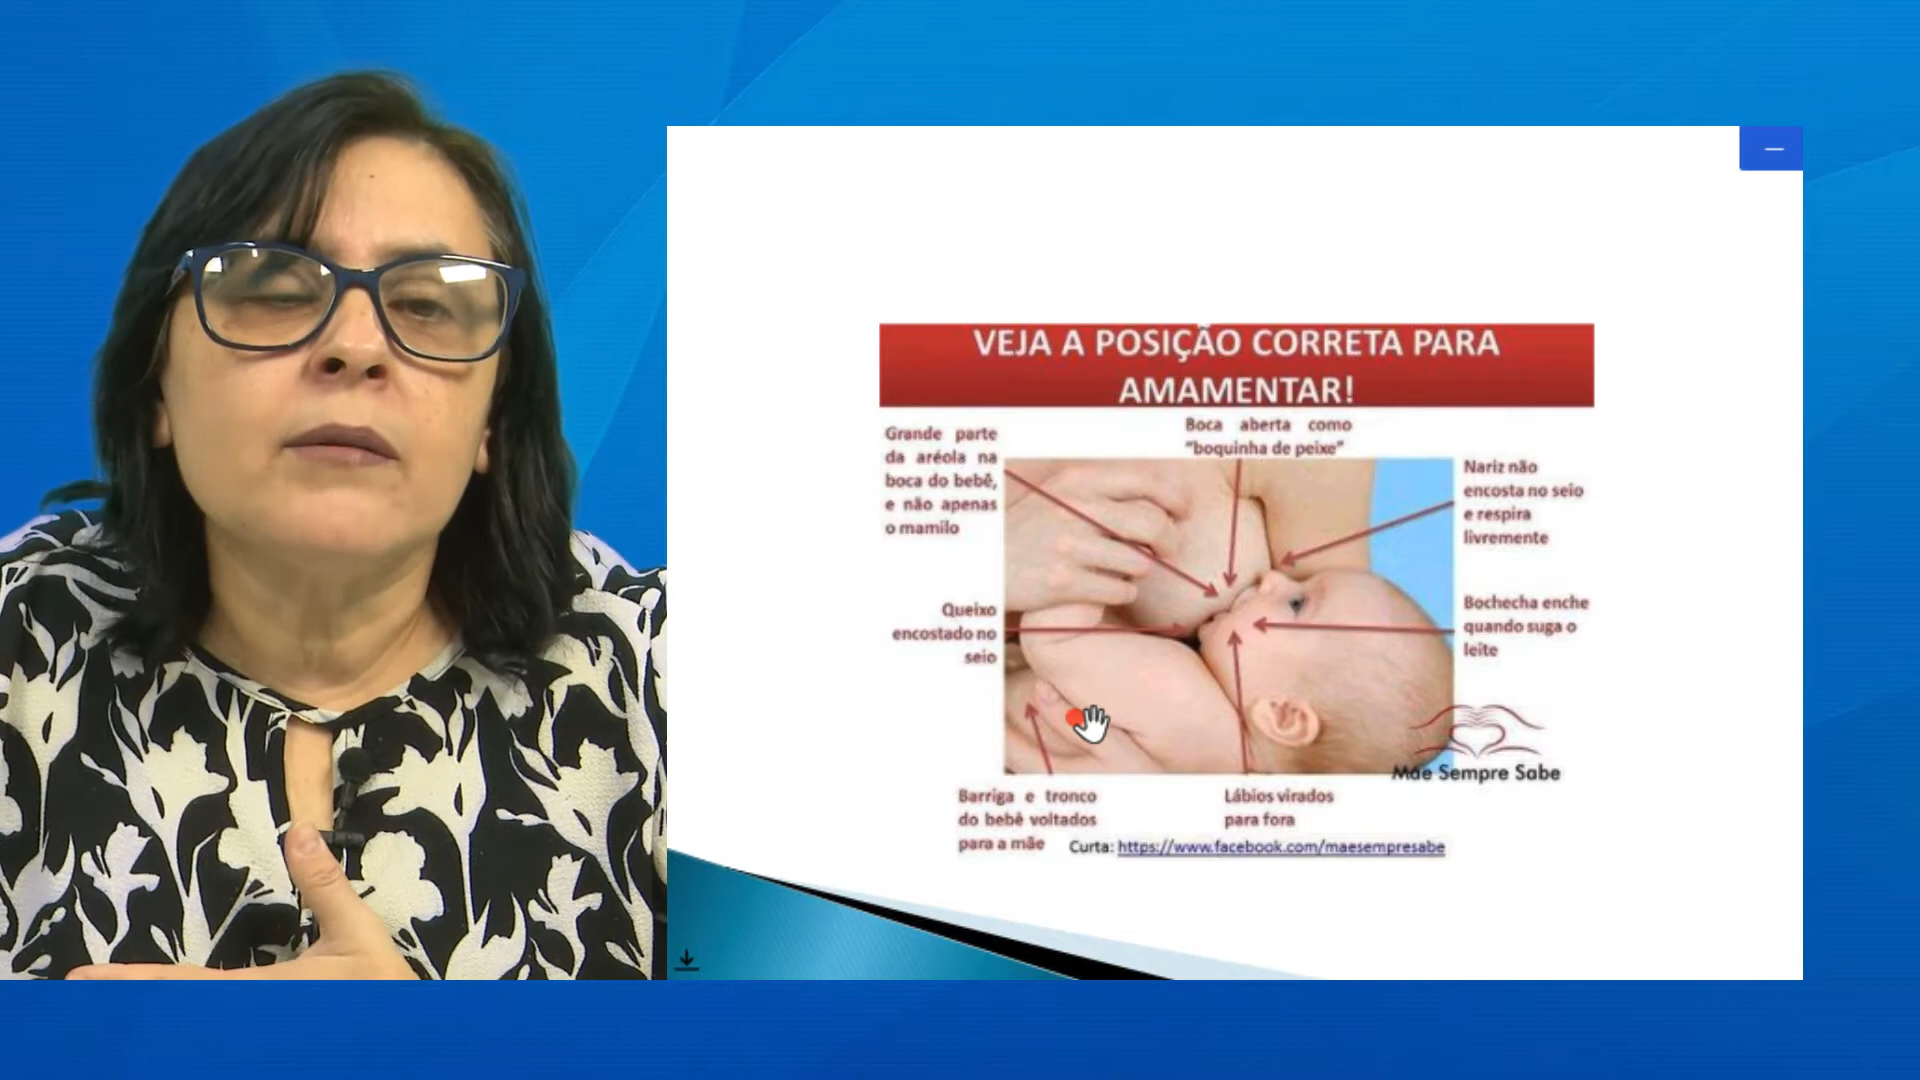 VEJA A POSIÇÃO CORRETA PARA
AMAMENTAR!
Grande parte
da aréola na
boca do bebê,
e não apenas
o mamilo
Boca aberta como
"boquinha de peixe"
Nariz não
encosta no seio
e respira
livremente
Queixo
encostado no
seio
Bochecha enche
quando suga o
leite
Mãe Sempre Sabe
Barriga e tronco
do bebê voltados
para a mãe
Lábios virados
para fora
Curta: https://www.facebook.com/maesempresabe